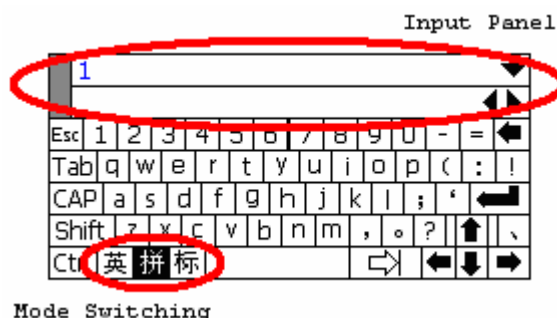 Input Panel
1
Esc 1 2 3 4 5 6 7 8 9 0 - =
Tab q w e r t y u i o p ( : !
CAP a s d f g h j k l ; ‘
Shift z x c v b n m , 。 ? 、
英 拼 标
Mode Switching